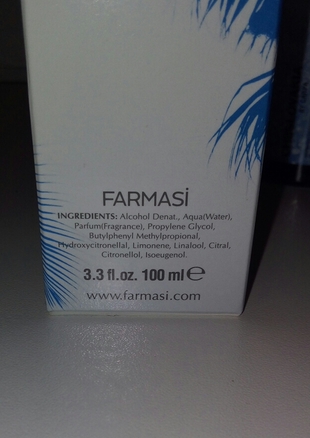 FARMASİ
INGREDIENTS: Alcohol Denat., Aqua(Water),
Parfum(Fragrance), Propylene Glycol,
Butylphenyl Methylpropional,
Hydroxycitronellal, Limonene, Linalool, Citral,
Citronellol, Isoeugenol.
3.3 fl.oz. 100 ml ℮
www.farmasi.com